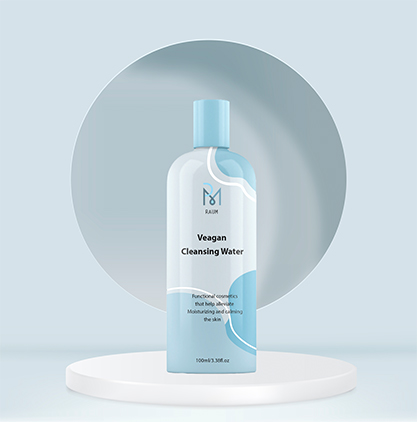 M
RAUM
Veagan
Cleansing Water
Functional cosmetics
that help alleviate
Moisturizing and calming
the skin
100ml/3.38fl.oz